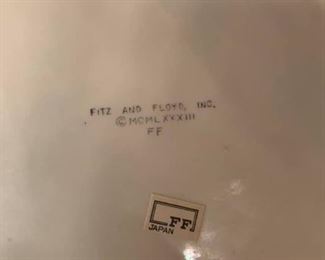 FITZ AND FLOYD, INC.
©MCMLXXXIII
FF
FF
JAPAN